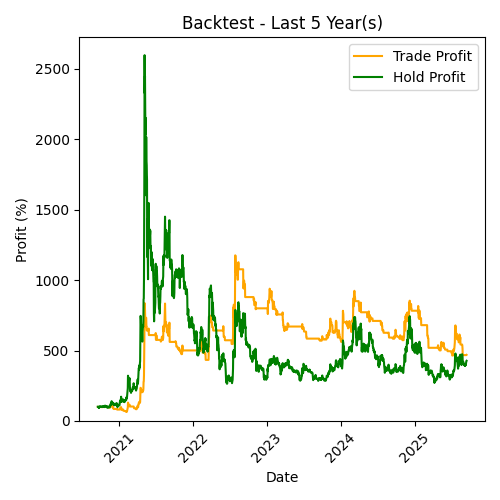 Backtest - Last 5 Year(s)
Trade Profit
Hold Profit
Profit (%)
2500
2000
1500
1000
500
0
2021
2022
2023
2024
2025
Date